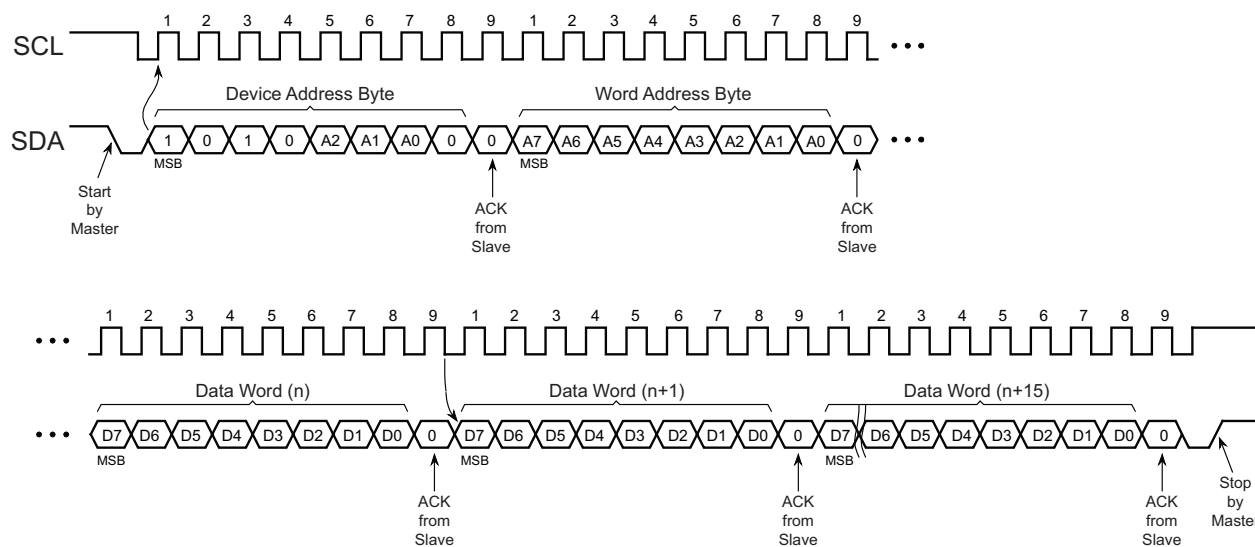 1 2 3 4 5 6 7 8 9 1 2 3 4 5 6 7 8 9
SCL
Device Address Byte Word Address Byte
SDA 1 0 1 0 A2 A1 A0 0 0 A7 A6 A5 A4 A3 A2 A1 A0 0
MSB MSB
Start
by
Master
ACK
from
Slave
ACK
from
Slave
1 2 3 4 5 6 7 8 9 1 2 3 4 5 6 7 8 9 1 2 3 4 5 6 7 8 9
Data Word (n) Data Word (n+1) Data Word (n+15)
D7 D6 D5 D4 D3 D2 D1 D0 0 D7 D6 D5 D4 D3 D2 D1 D0 0 D7 D6 D5 D4 D3 D2 D1 D0 0
MSB MSB MSB
ACK
from
Slave
ACK
from
Slave
ACK
from
Slave
Stop
by
Master